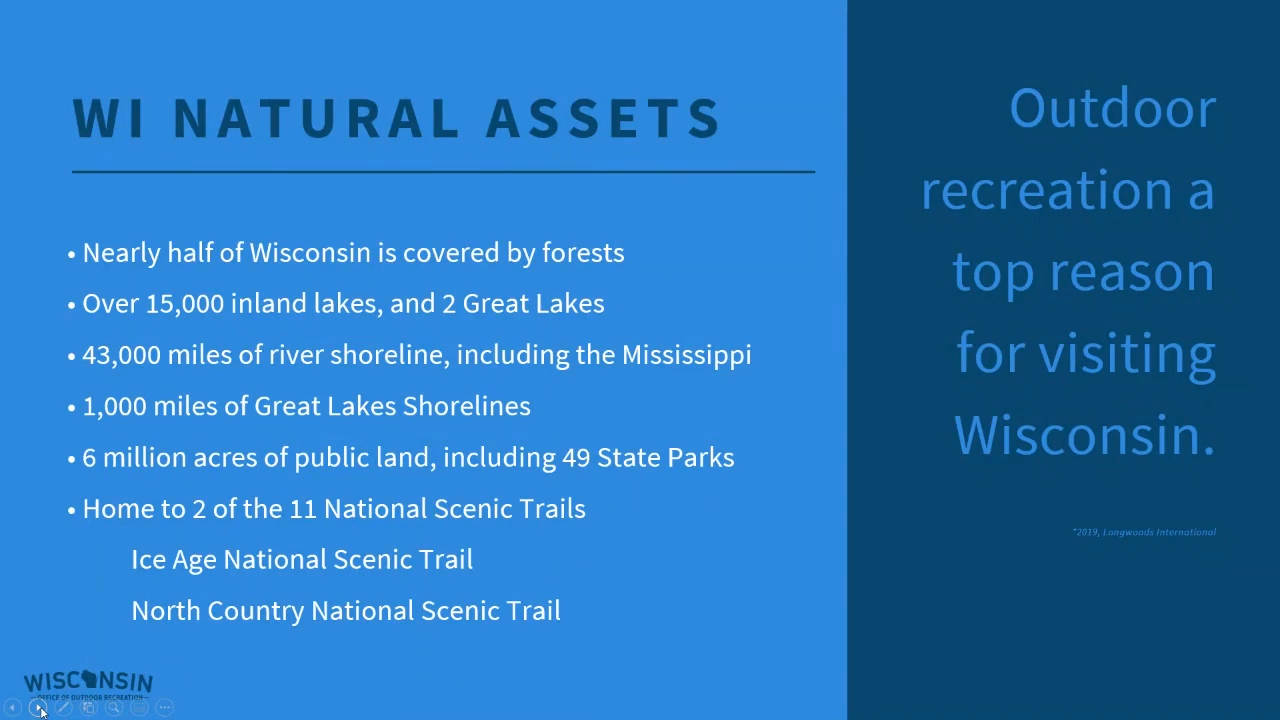 WI NATURAL ASSETS
• Nearly half of Wisconsin is covered by forests
• Over 15,000 inland lakes, and 2 Great Lakes
• 43,000 miles of river shoreline, including the Mississippi
• 1,000 miles of Great Lakes Shorelines
• 6 million acres of public land, including 49 State Parks
• Home to 2 of the 11 National Scenic Trails
Ice Age National Scenic Trail
North Country National Scenic Trail
Outdoor
recreation a
top reason
for visiting
Wisconsin.
*2019, Longwoods International
WISCONSIN
OFFICE OF OUTDOOR RECREATION